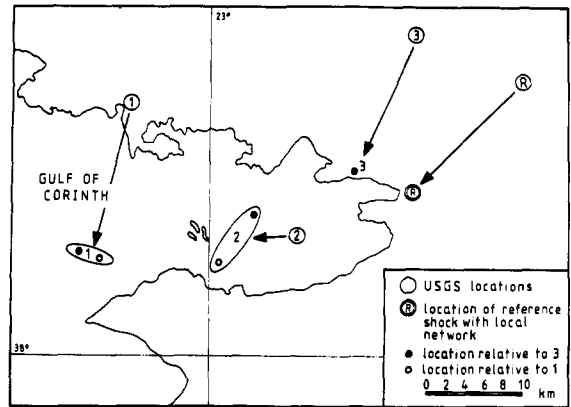 23°
3
1
R
3
R
GULF OF
CORINTH
2
2
1
38°
USGS locations
R location of reference
shock with local
network
location relative to 3
location relative to 1
0 2 4 6 8 10
km